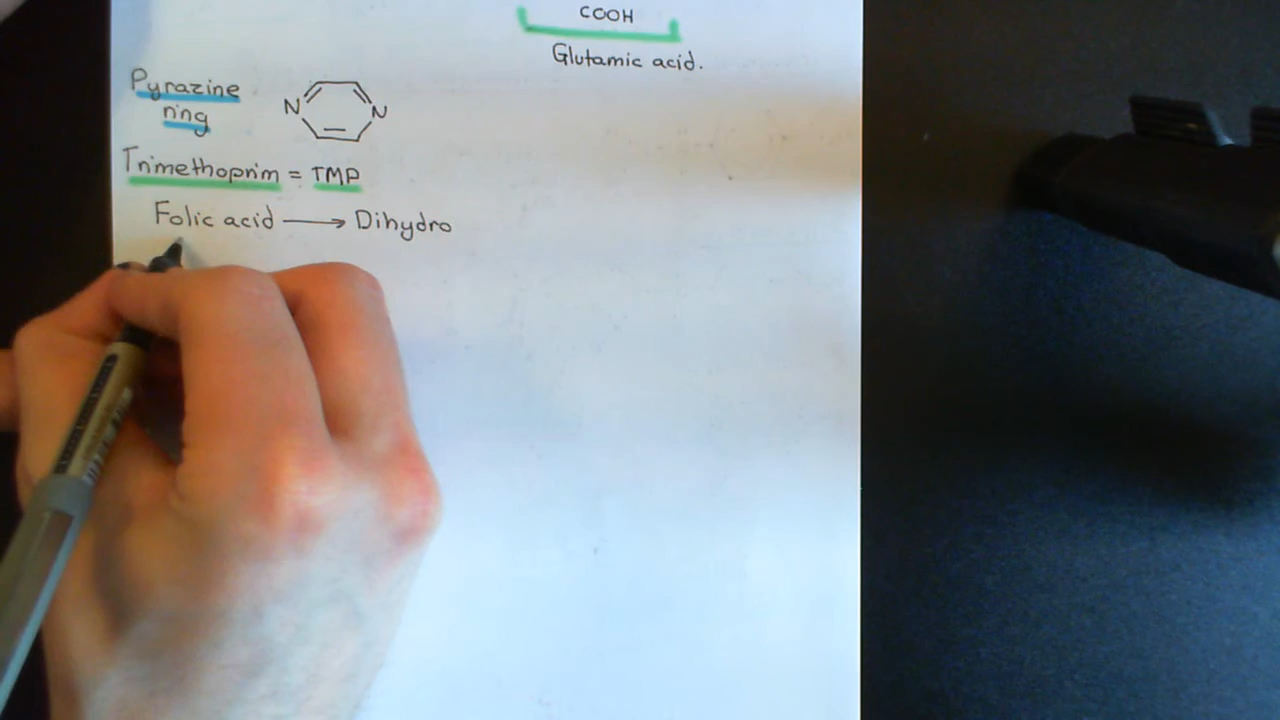 COOH
Glutamic acid.
Pyrazine
ring
N
N
Trimethoprim = TMP
Folic acid → Dihydro